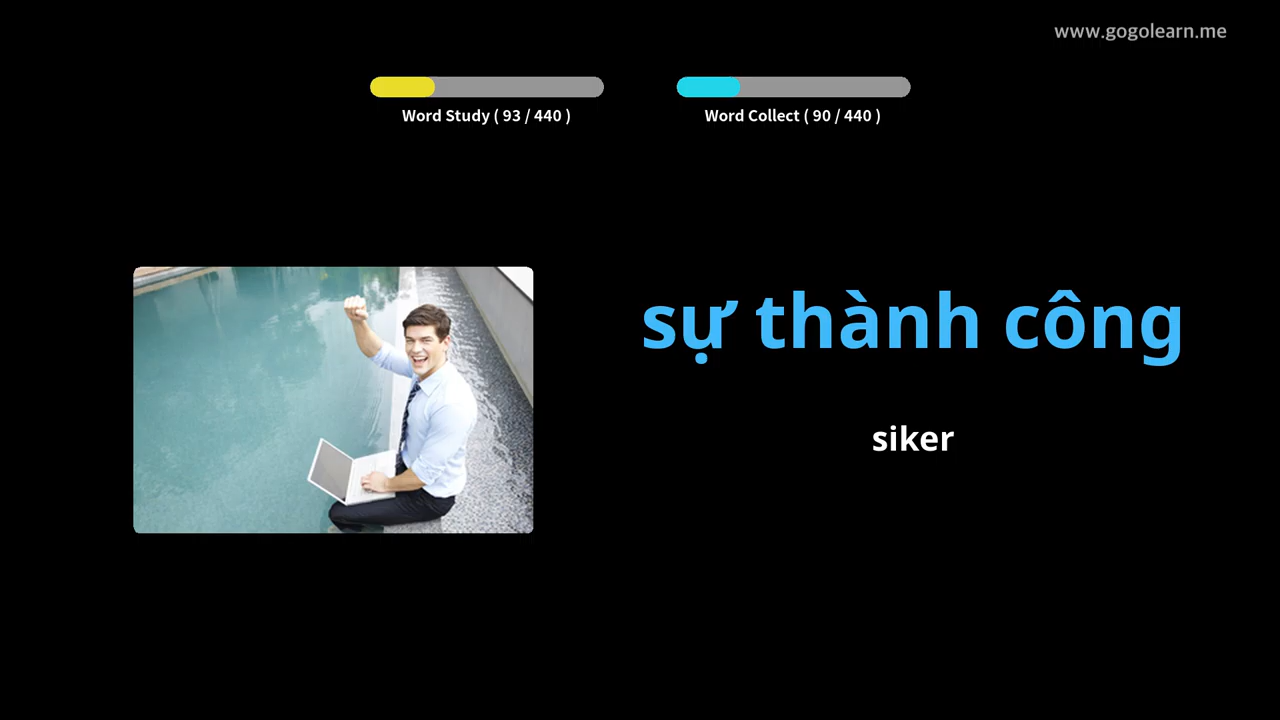 www.gogolearn.me
Word Study ( 93 / 440 )
Word Collect ( 90 / 440 )
sự thành công
siker